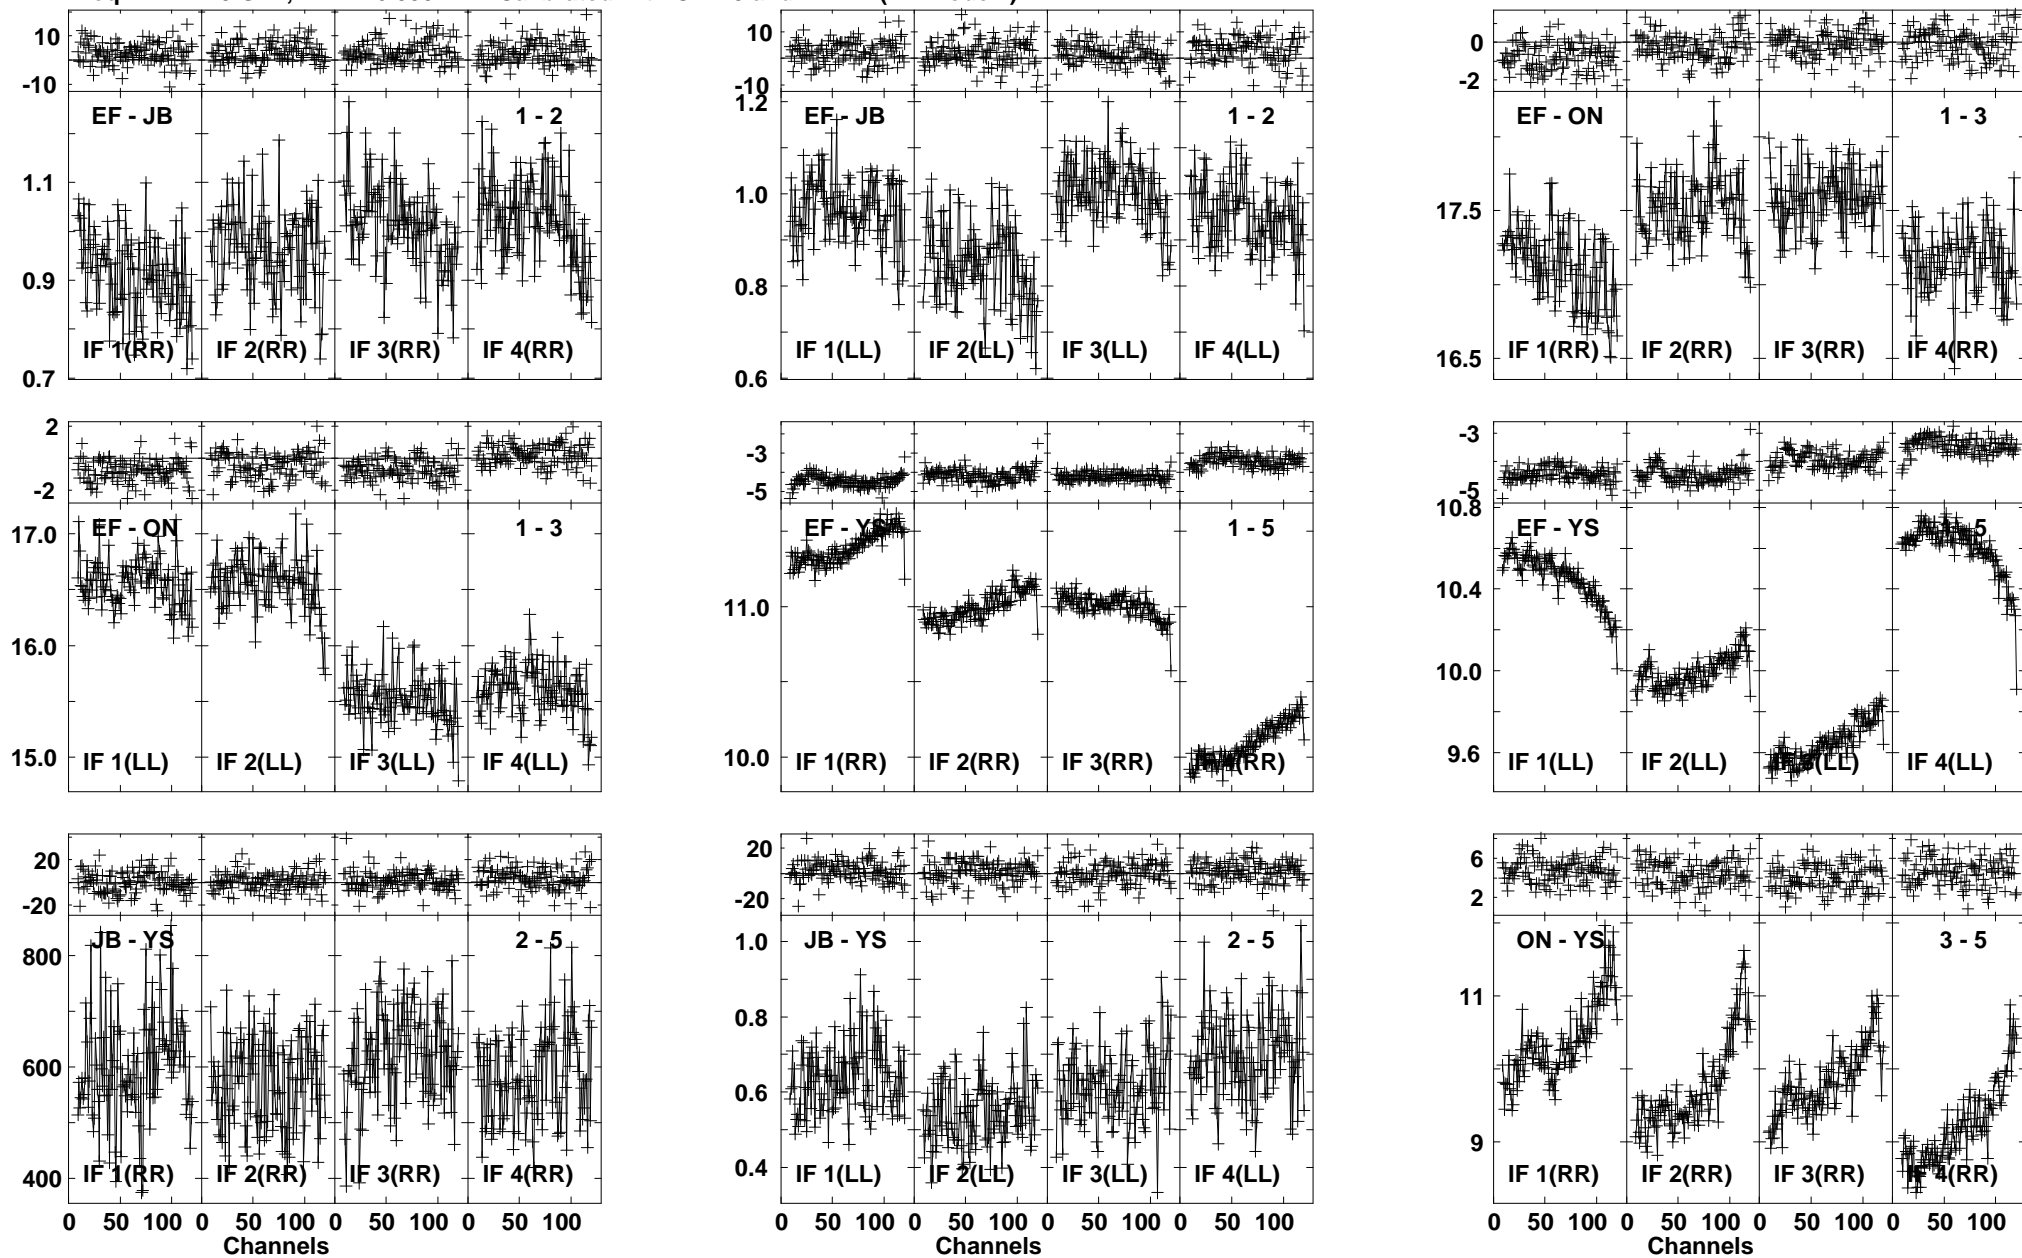 10
-10
EF - JB
1 - 2
1.1
0.9
0.7
IF 1(RR)
IF 2(RR)
IF 3(RR)
IF 4(RR)
10
-10
1.2
EF - JB
1 - 2
1.0
0.8
0.6
IF 1(LL)
IF 2(LL)
IF 3(LL)
IF 4(LL)
0
-2
EF - ON
1 - 3
17.5
16.5
IF 1(RR)
IF 2(RR)
IF 3(RR)
IF 4(RR)
2
-2
EF - ON
1 - 3
17.0
16.0
15.0
IF 1(LL)
IF 2(LL)
IF 3(LL)
IF 4(LL)
-3
-5
EF - YS
1 - 5
11.0
10.0
IF 1(RR)
IF 2(RR)
IF 3(RR)
IF 4(RR)
-3
-5
10.8
EF - YS
1 - 5
10.4
10.0
9.6
IF 1(LL)
IF 2(LL)
IF 3(LL)
IF 4(LL)
20
-20
JB - YS
2 - 5
800
600
400
IF 1(RR)
IF 2(RR)
IF 3(RR)
IF 4(RR)
0 50 100 0 50 100 0 50 100 0 50 100
Channels
20
-20
JB - YS
2 - 5
1.0
0.8
0.6
0.4
IF 1(LL)
IF 2(LL)
IF 3(LL)
IF 4(LL)
0 50 100 0 50 100 0 50 100 0 50 100
Channels
6
2
ON - YS
3 - 5
11
9
IF 1(RR)
IF 2(RR)
IF 3(RR)
IF 4(RR)
0 50 100 0 50 100 0 50 100 0 50 100
Channels